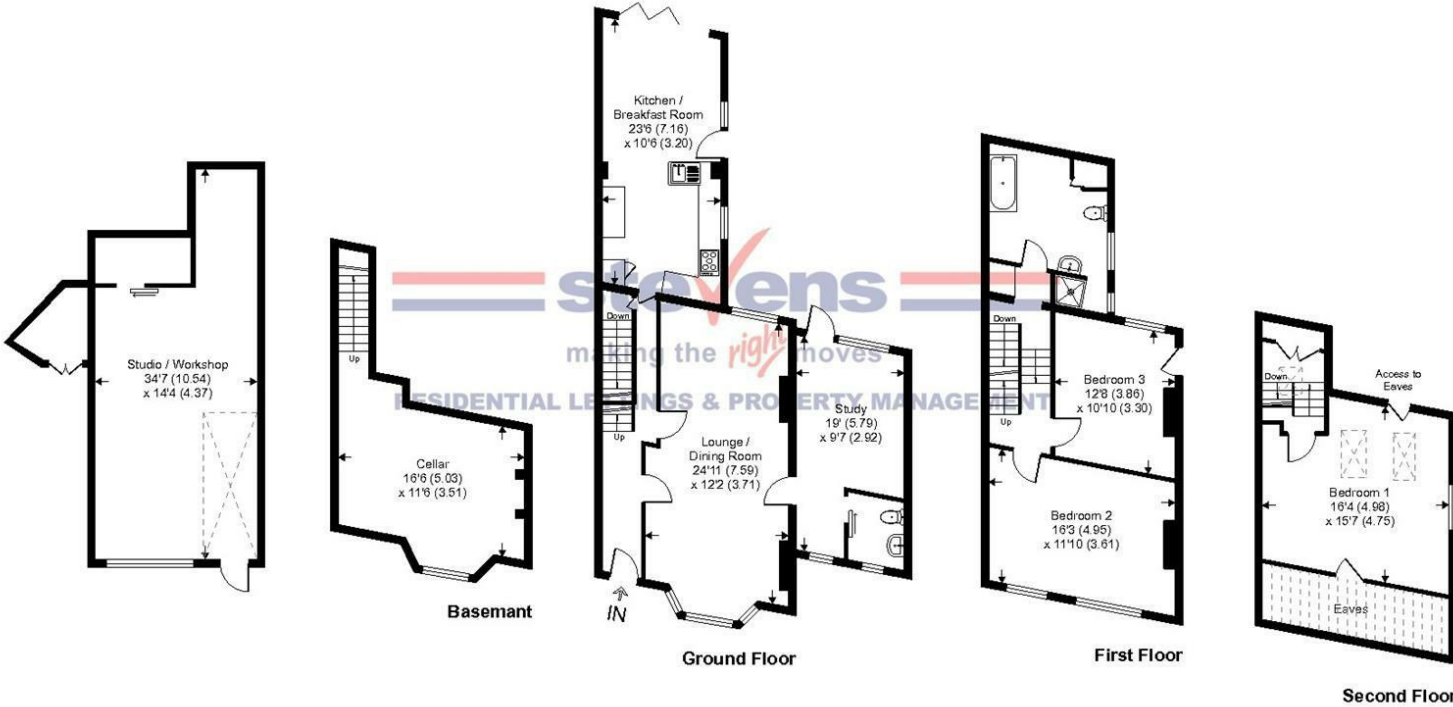 Studio / Workshop
34'7 (10.54)
x 14'4 (4.37)
Up
Cellar
16'6 (5.03)
x 11'6 (3.51)
Basemant
Kitchen /
Breakfast Room
23'6 (7.16)
x 10'6 (3.20)
stevens
making the right moves
RESIDENTIAL LETTINGS & PROPERTY MANAGEMENT
Down
Up
Lounge /
Dining Room
24'11 (7.59)
x 12'2 (3.71)
Study
19' (5.79)
x 9'7 (2.92)
IN
Ground Floor
Down
Up
Bedroom 3
12'8 (3.86)
x 10'10 (3.30)
Bedroom 2
16'3 (4.95)
x 11'10 (3.61)
First Floor
Down
Access to
Eaves
Bedroom 1
16'4 (4.98)
x 15'7 (4.75)
Eaves
Second Floor